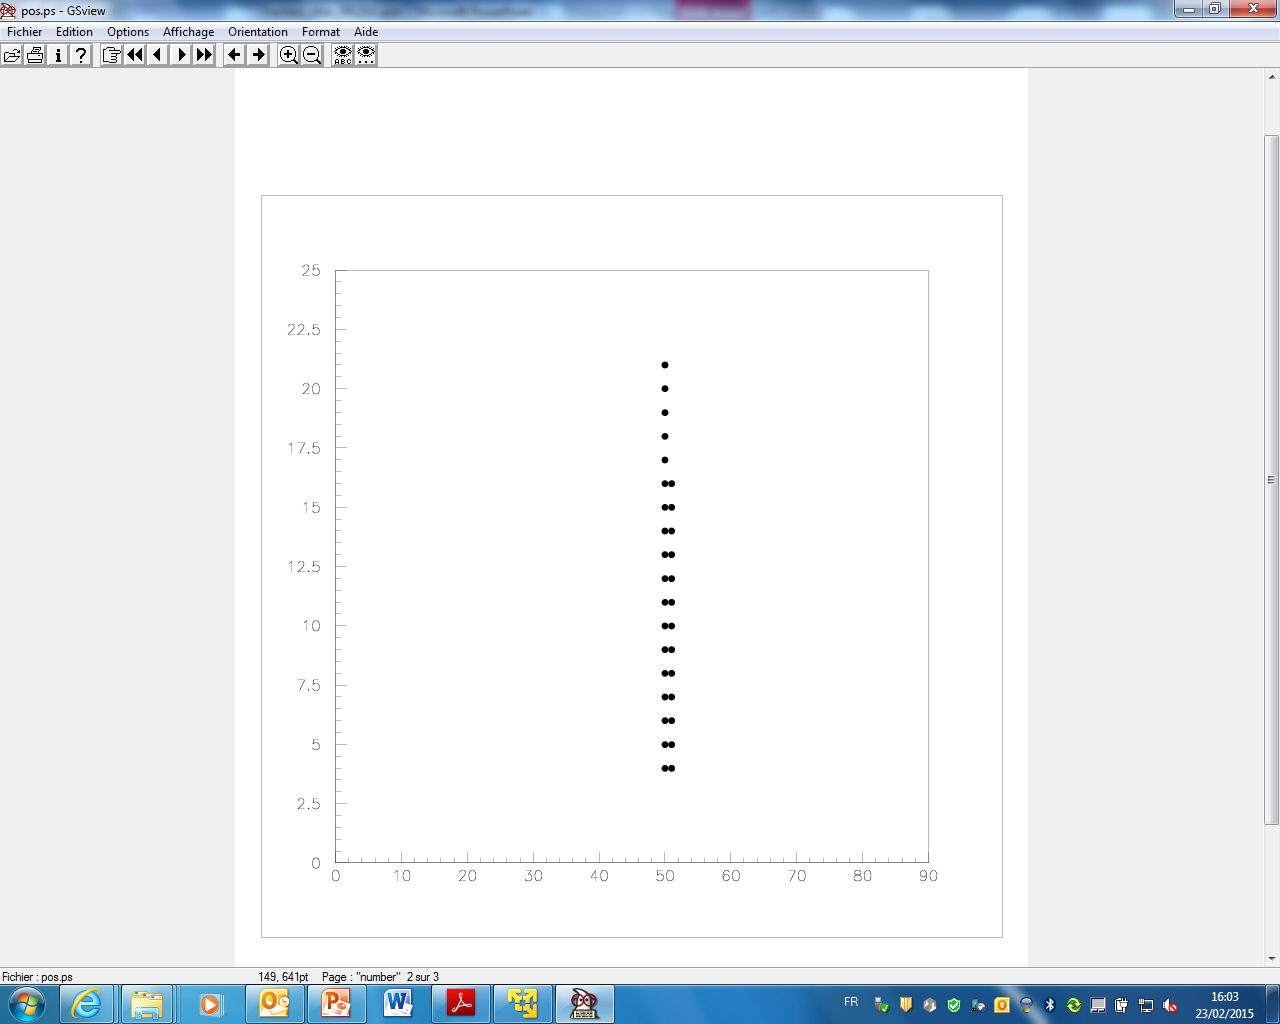 pos.ps - GSview
Fichier Edition Options Affichage Orientation Format Aide
25
22.5
20
17.5
15
12.5
10
7.5
5
2.5
0
0 10 20 30 40 50 60 70 80 90
Fichier : pos.ps 149, 641pt Page : "number" 2 sur 3
FR 16:03
23/02/2015